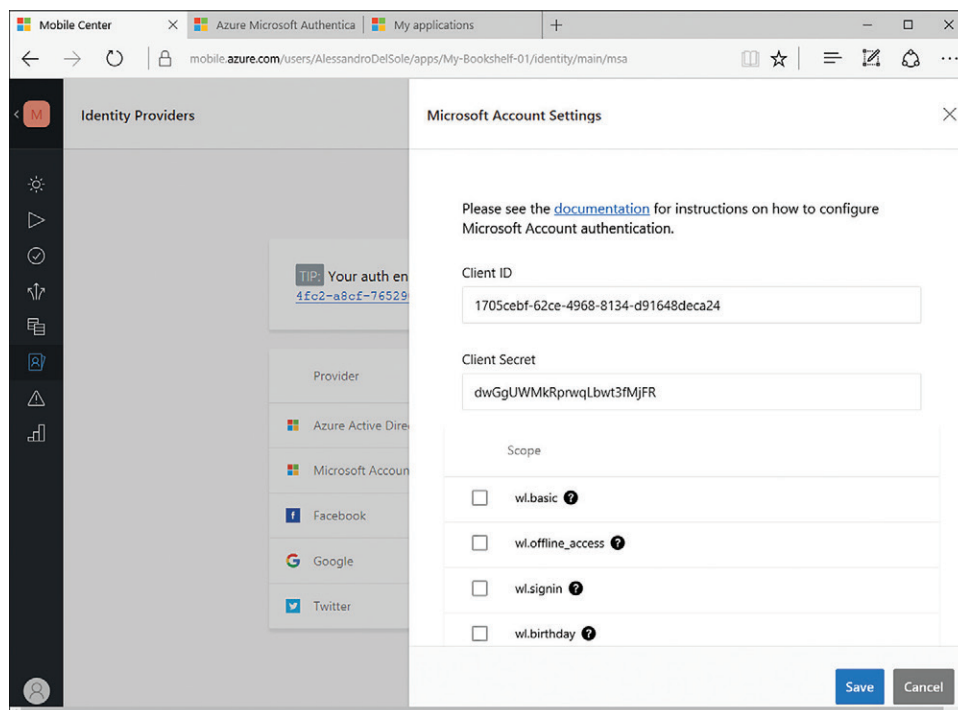 Mobile Center
Azure Microsoft Authentica
My applications
mobile.azure.com/users/AlessandroDelSole/apps/My-Bookshelf-01/identity/main/msa
M
Identity Providers
Microsoft Account Settings
Please see the documentation for instructions on how to configure
Microsoft Account authentication.
TIP: Your auth en
4fc2-a8cf-76529
Client ID
1705cebf-62ce-4968-8134-d91648deca24
Client Secret
dwGgUWMkRprwqLbwt3fMjFR
Provider
Azure Active Dire
Microsoft Accoun
Facebook
Google
Twitter
Scope
wl.basic ?
wl.offline_access ?
wl.signin ?
wl.birthday ?
Save
Cancel